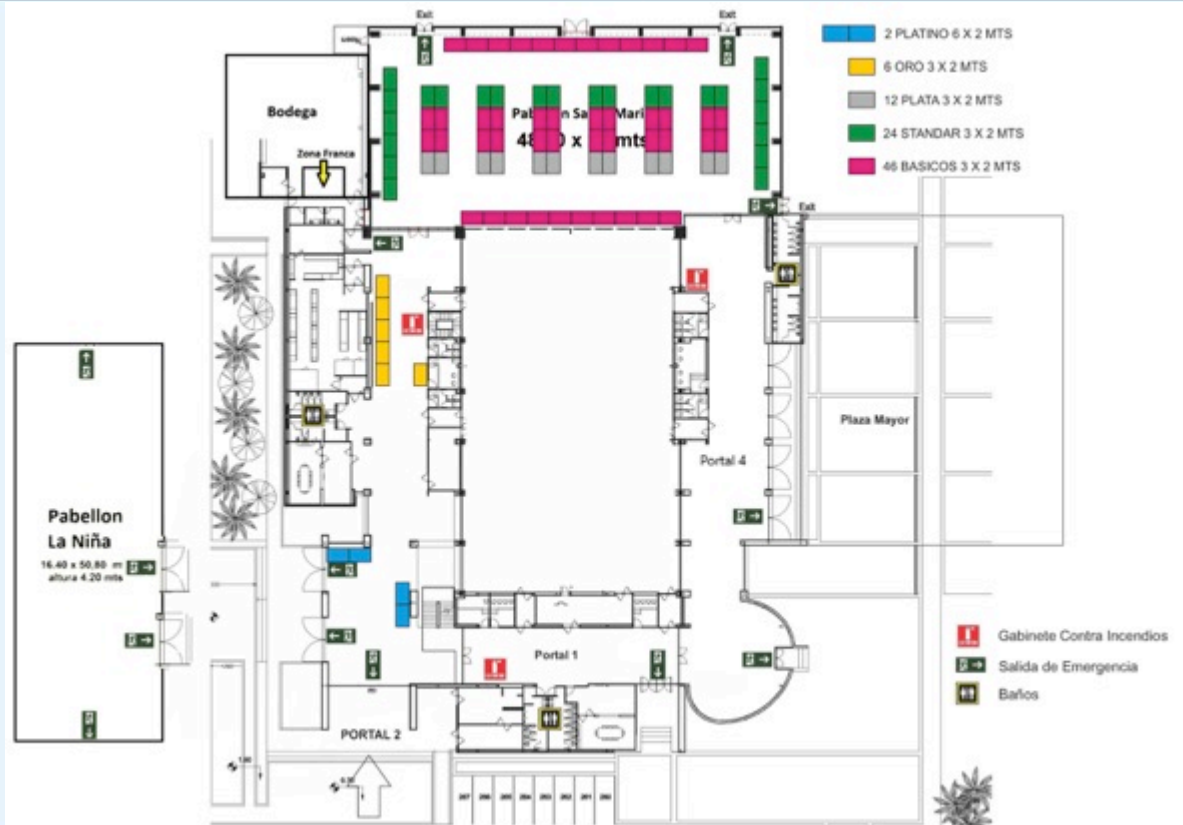 Exit
Exit
2 PLATINO 6 X 2 MTS
6 ORO 3 X 2 MTS
12 PLATA 3 X 2 MTS
24 STANDAR 3 X 2 MTS
46 BASICOS 3 X 2 MTS
Bodega
Zona Franca
mts
Exit
Plaza Mayor
Portal 4
Pabellon
La Niña
16.40 x 50,80 m
altura 4.20 mts
Portal 1
PORTAL 2
Gabinete Contra Incendios
Salida de Emergencia
Baños